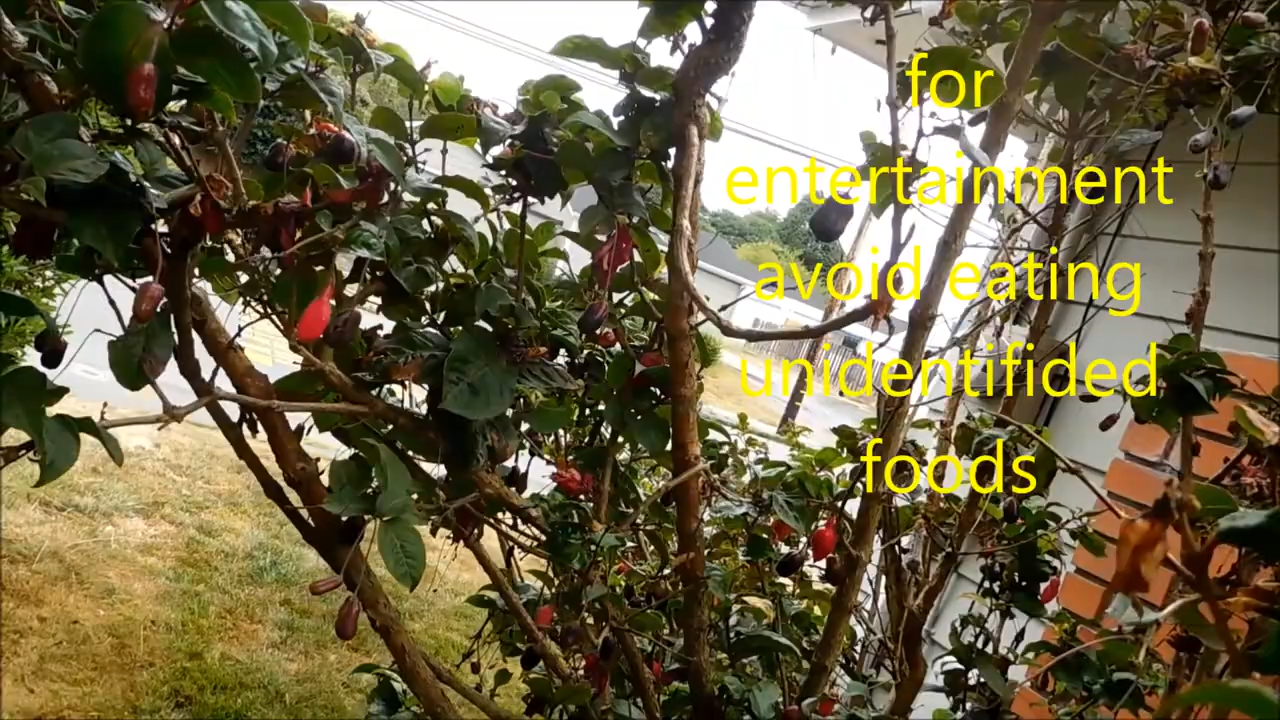 for
entertainment
avoid eating
unidentifided
foods